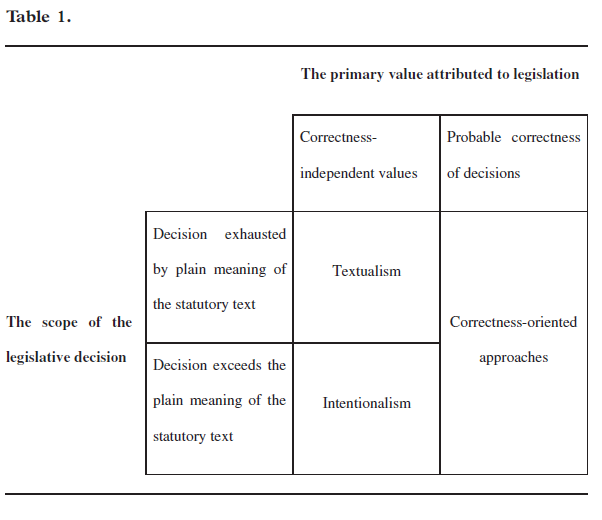 Table 1.
The primary value attributed to legislation
Correctness-
independent values
Probable correctness
of decisions
Decision exhausted
by plain meaning of
the statutory text
Textualism
The scope of the
legislative decision
Correctness-oriented
approaches
Decision exceeds the
plain meaning of the
statutory text
Intentionalism